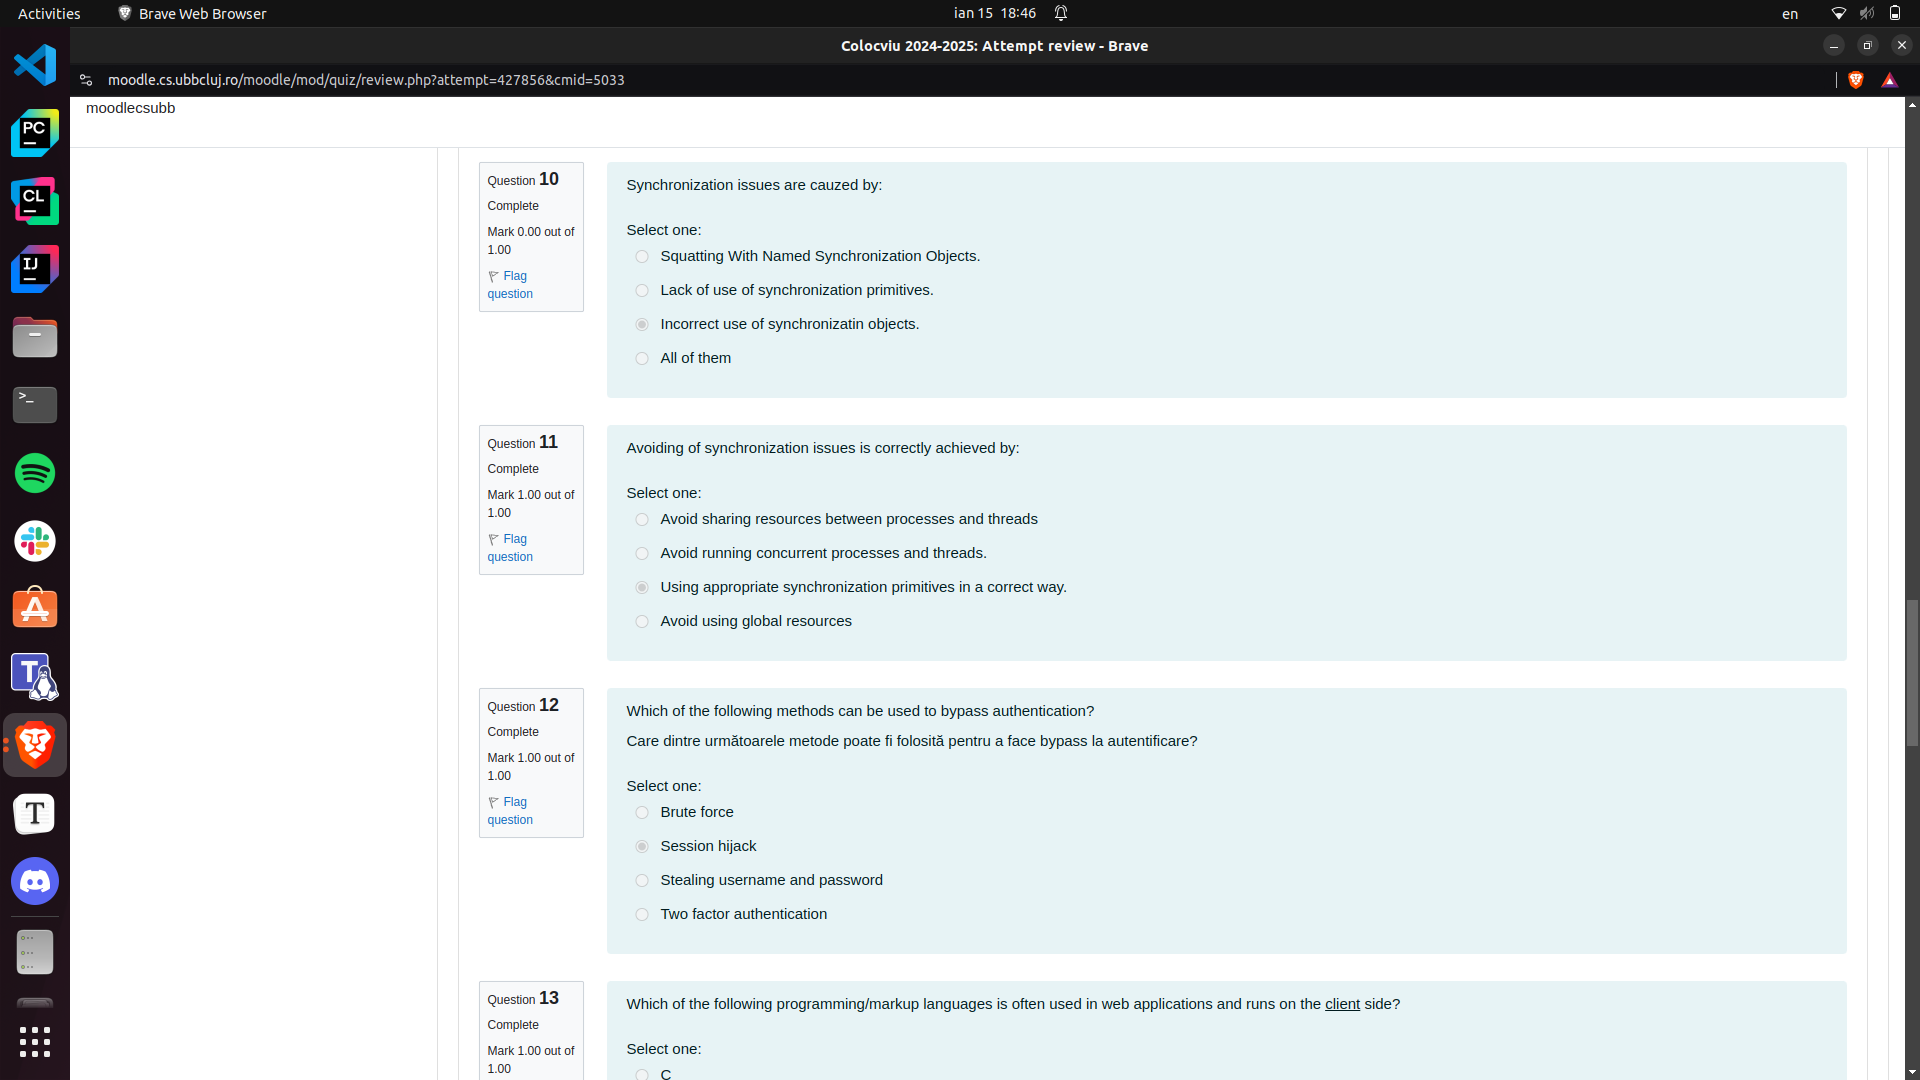 Activities
Brave Web Browser
ian 15 18:46
en
Colocviu 2024-2025: Attempt review - Brave
moodle.cs.ubbcluj.ro/moodle/mod/quiz/review.php?attempt=427856&cmid=5033
moodlecsubb
Question 10
Complete
Mark 0.00 out of
1.00
Flag
question
Synchronization issues are cauzed by:
Select one:
Squatting With Named Synchronization Objects.
Lack of use of synchronization primitives.
Incorrect use of synchronizatin objects.
All of them
Question 11
Complete
Mark 1.00 out of
1.00
Flag
question
Avoiding of synchronization issues is correctly achieved by:
Select one:
Avoid sharing resources between processes and threads
Avoid running concurrent processes and threads.
Using appropriate synchronization primitives in a correct way.
Avoid using global resources
Question 12
Complete
Mark 1.00 out of
1.00
Flag
question
Which of the following methods can be used to bypass authentication?
Care dintre următoarele metode poate fi folosită pentru a face bypass la autentificare?
Select one:
Brute force
Session hijack
Stealing username and password
Two factor authentication
Question 13
Complete
Mark 1.00 out of
1.00
Which of the following programming/markup languages is often used in web applications and runs on the client side?
Select one:
C
PC
CL
IJ
>_
A
T
T